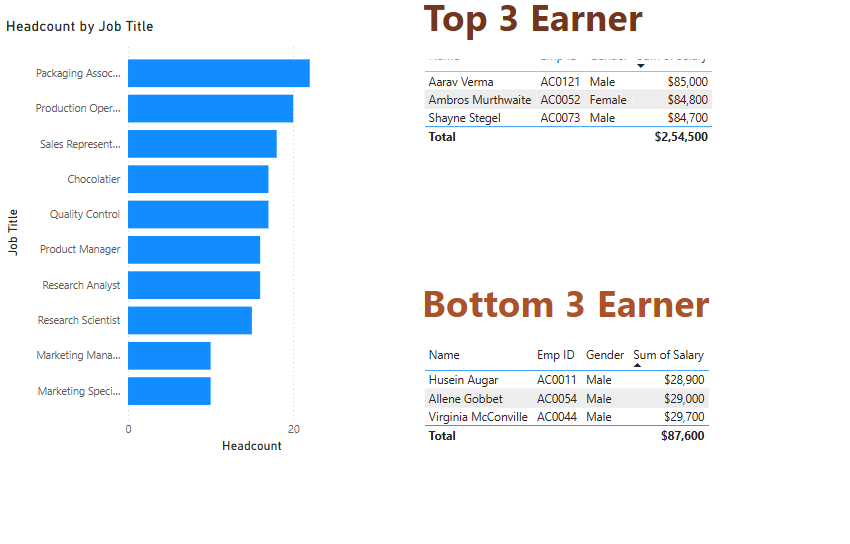 Headcount by Job Title
Job Title
Packaging Assoc...
Production Oper...
Sales Represent...
Chocolatier
Quality Control
Product Manager
Research Analyst
Research Scientist
Marketing Mana...
Marketing Speci...
0 20
Headcount
Top 3 Earner
Aarav Verma AC0121 Male $85,000
Ambros Murthwaite AC0052 Female $84,800
Shayne Stegel AC0073 Male $84,700
Total $2,54,500
Bottom 3 Earner
Name Emp ID Gender Sum of Salary
Husein Augar AC0011 Male $28,900
Allene Gobbet AC0054 Male $29,000
Virginia McConville AC0044 Male $29,700
Total $87,600